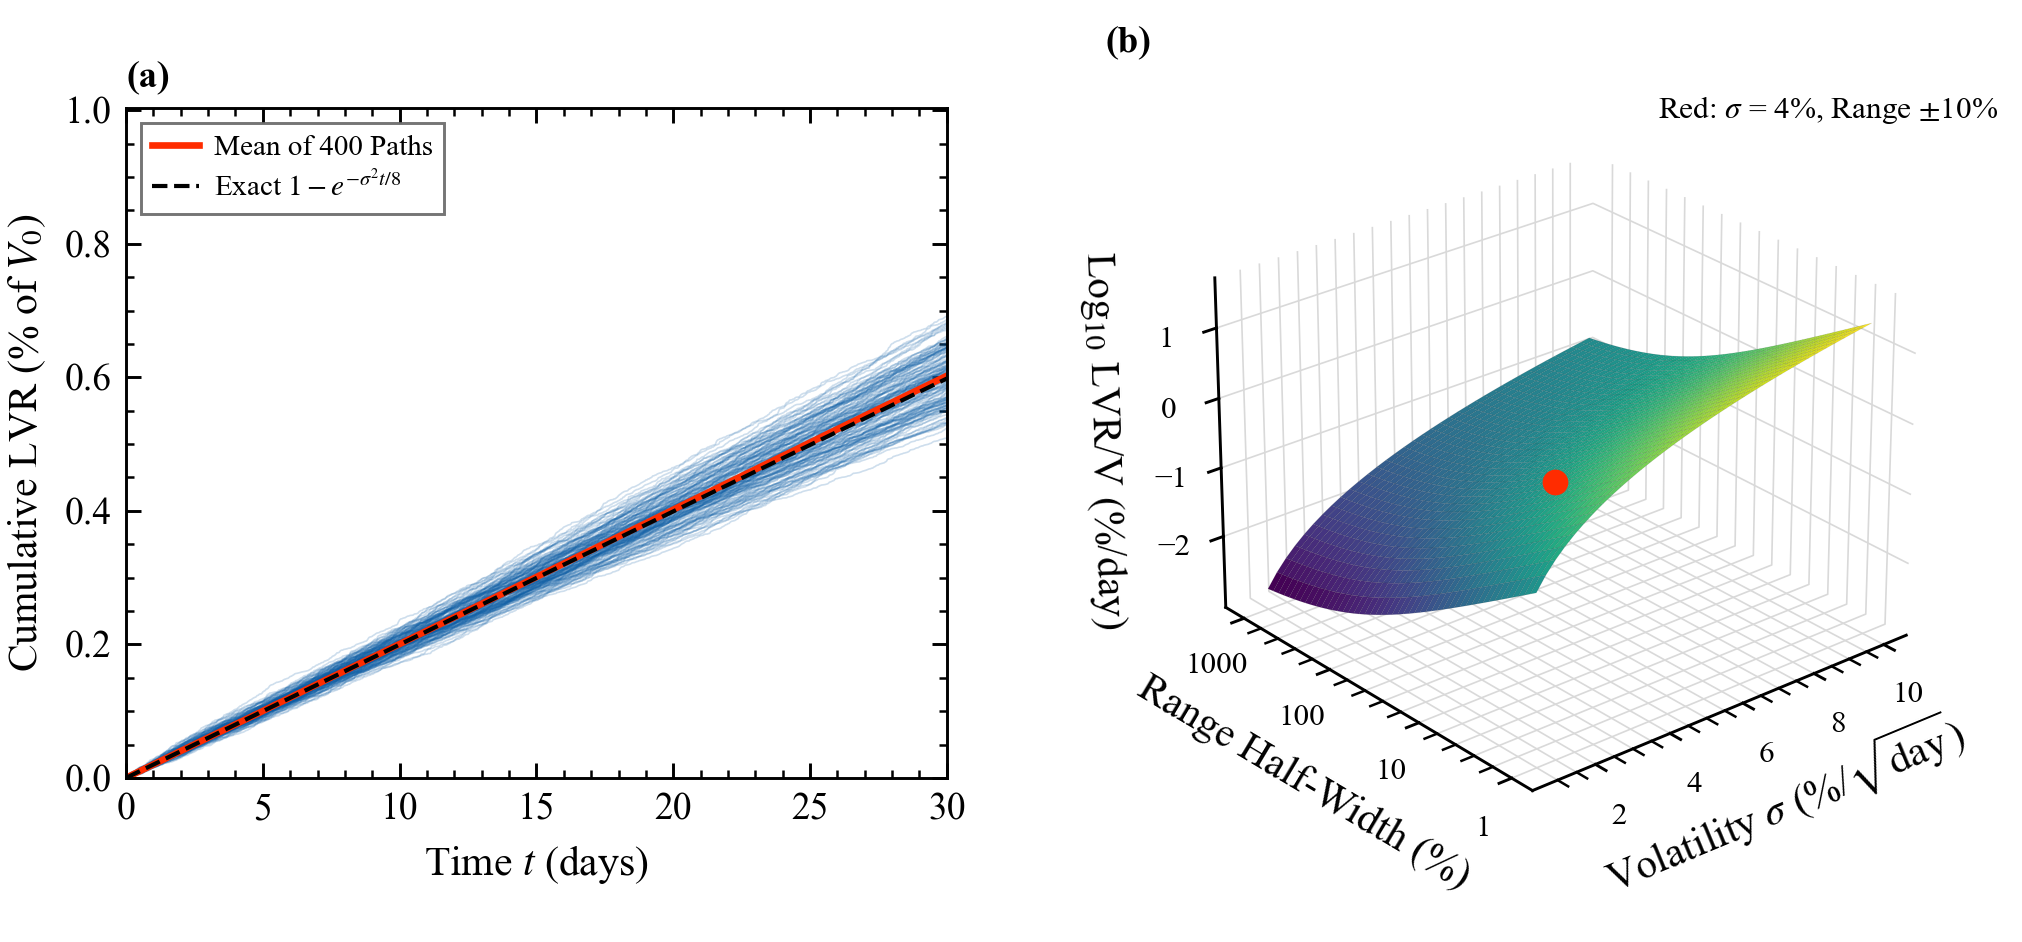 (a)
1.0
0.8
0.6
0.4
0.2
0.0
Cumulative LVR (% of V₀)
Mean of 400 Paths
Exact 1 − e^{−σ²t/8}
0 5 10 15 20 25 30
Time t (days)
(b)
Red: σ = 4%, Range ±10%
Log₁₀ LVR/V (%/day)
1
0
−1
−2
1000
100
10
1
Range Half-Width (%)
2
4
6
8
10
Volatility σ (%/√day)